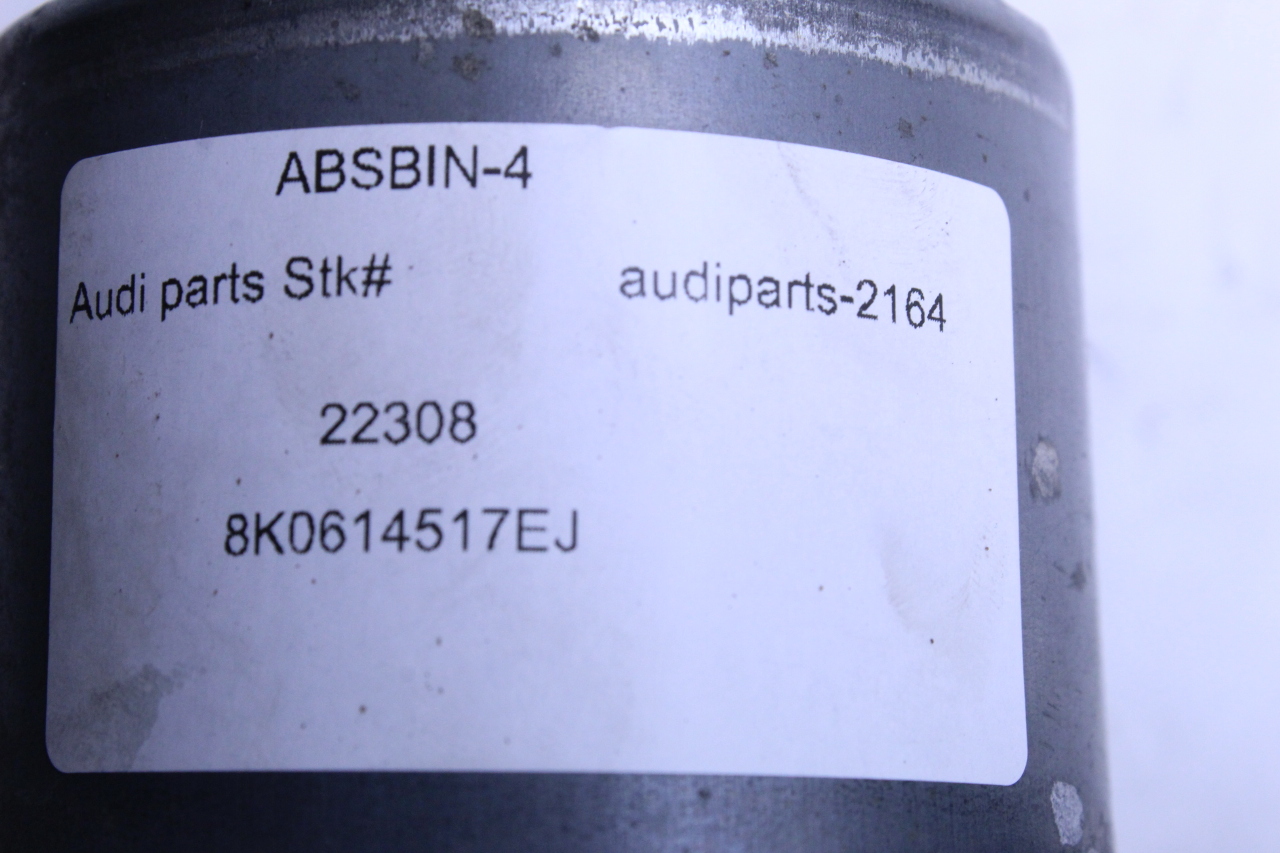 ABSBIN-4
Audi parts Stk# audiparts-2164
22308
8K0614517EJ